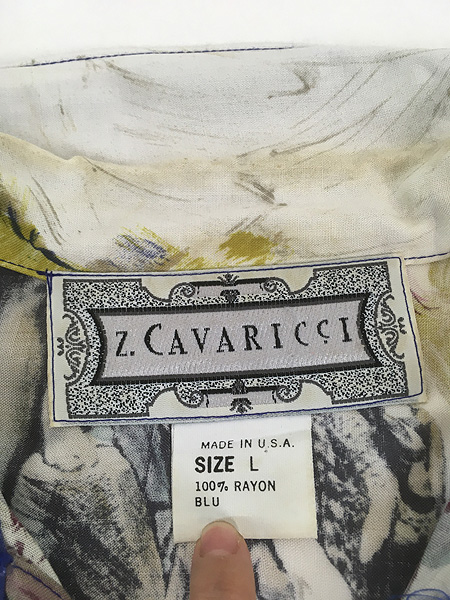 Z. CAVARICCI
MADE IN U.S.A.
SIZE L
100% RAYON
BLU